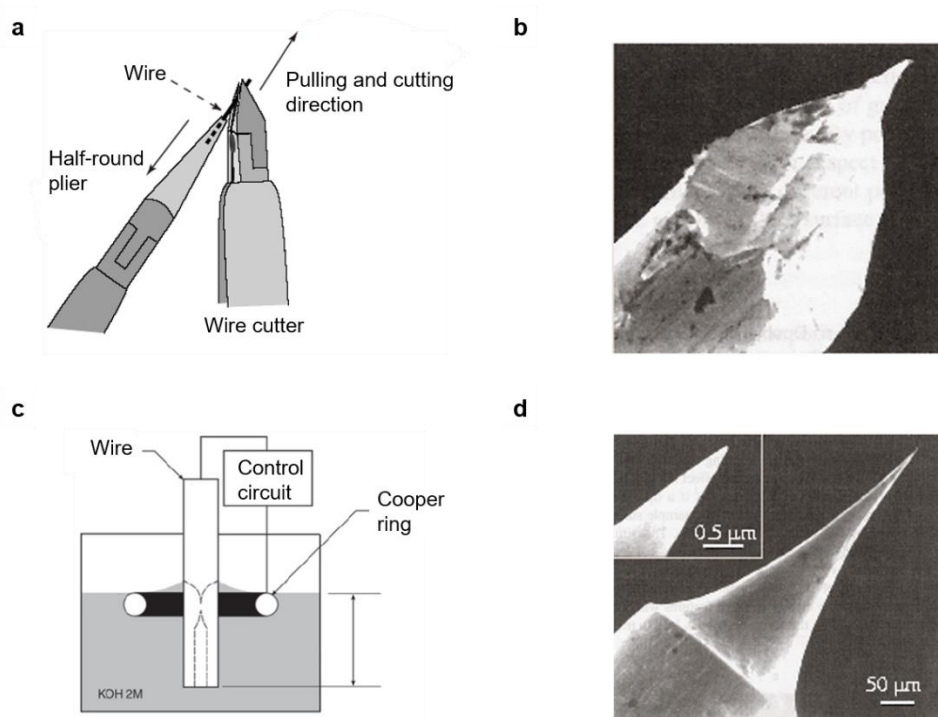 a
Wire
Pulling and cutting
direction
Half-round
plier
Wire cutter
b
c
Wire
Control
circuit
Cooper
ring
KOH 2M
d
0.5 µm
50 µm